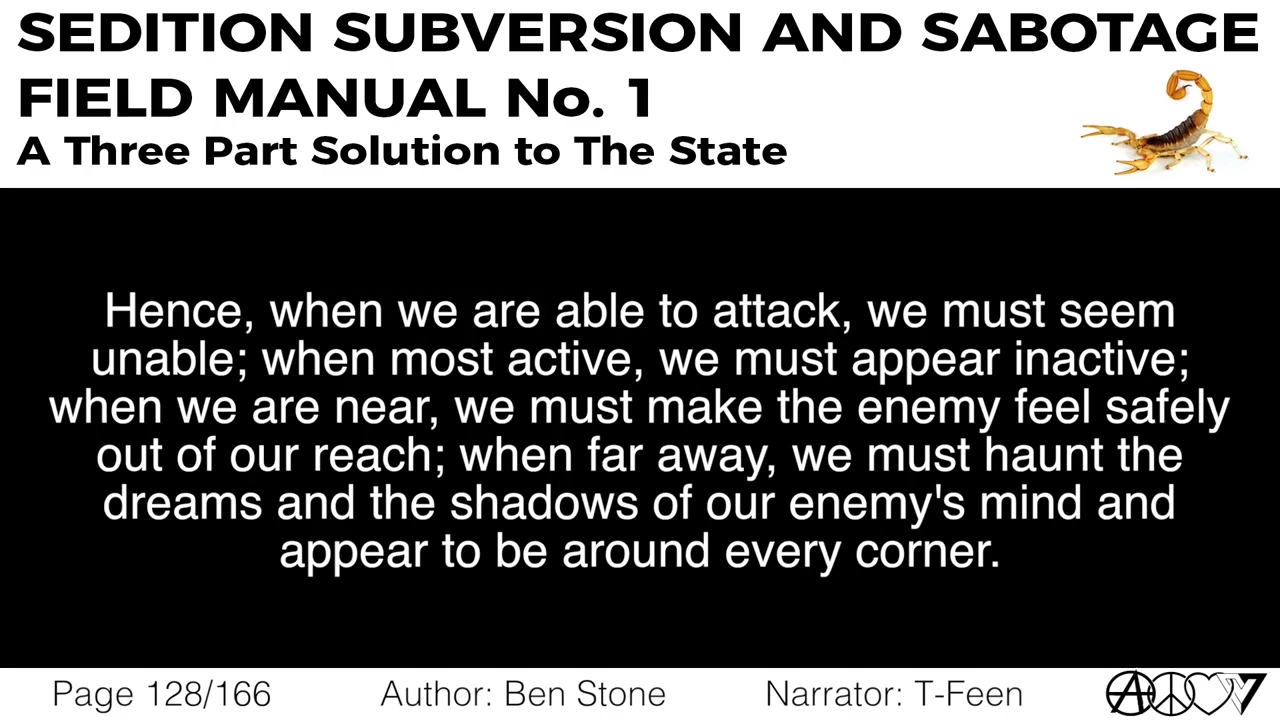 SEDITION SUBVERSION AND SABOTAGE
FIELD MANUAL No. 1
A Three Part Solution to The State
Hence, when we are able to attack, we must seem
unable; when most active, we must appear inactive;
when we are near, we must make the enemy feel safely
out of our reach; when far away, we must haunt the
dreams and the shadows of our enemy's mind and
appear to be around every corner.
Page 128/166 Author: Ben Stone Narrator: T-Feen